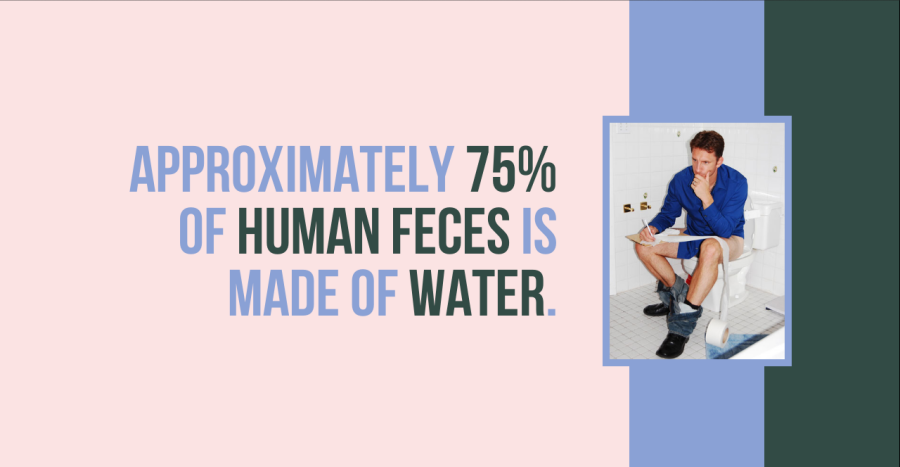 APPROXIMATELY 75%
OF HUMAN FECES IS
MADE OF WATER.